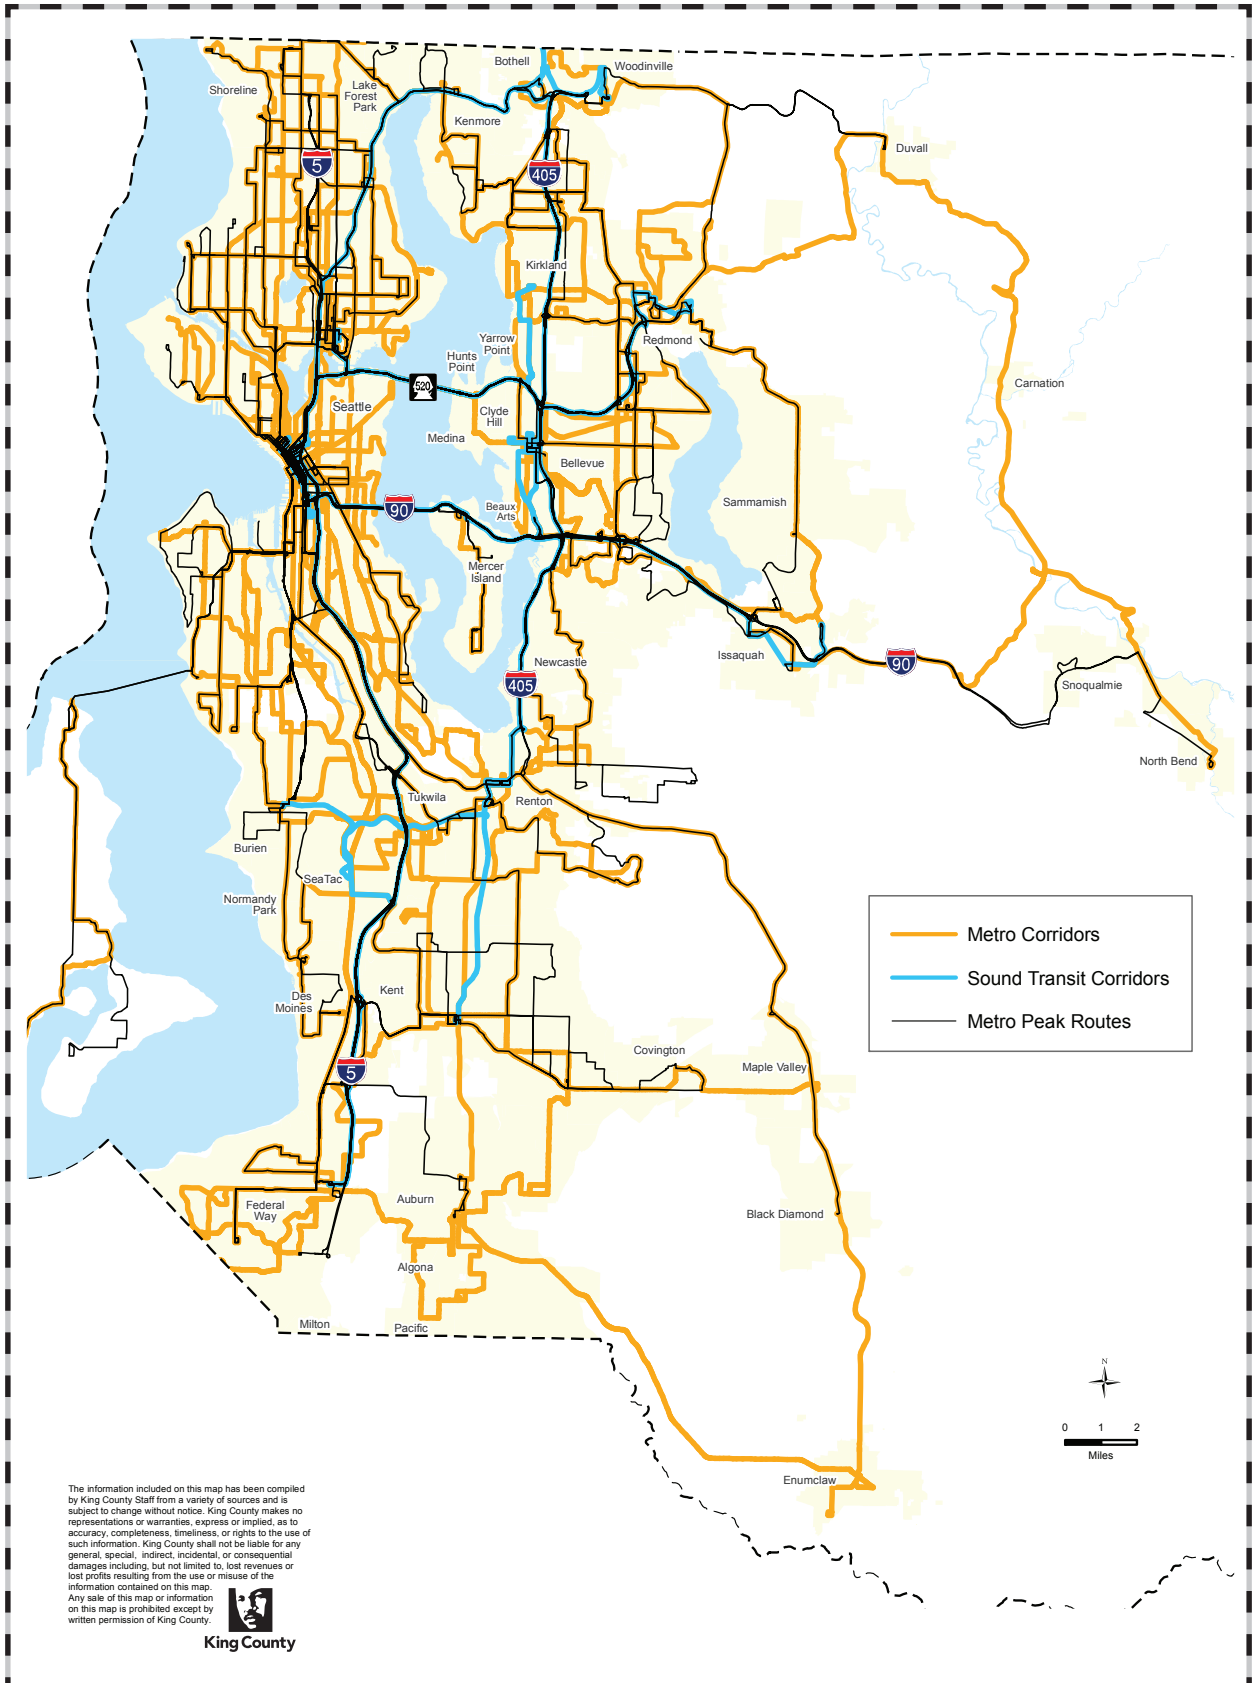 Bothell
Woodinville
Shoreline
Lake
Forest
Park
Kenmore
Duvall
5
405
Kirkland
Yarrow
Point
Hunts
Point
Redmond
520
Carnation
Seattle
Clyde
Hill
Medina
Bellevue
Sammamish
90
Beaux
Arts
Mercer
Island
Newcastle
Issaquah
90
405
Snoqualmie
North Bend
Tukwila
Renton
Burien
SeaTac
Normandy
Park
Metro Corridors
Sound Transit Corridors
Metro Peak Routes
Kent
Des
Moines
Covington
Maple Valley
5
Auburn
Federal
Way
Black Diamond
Algona
Milton
Pacific
N
0 1 2
Miles
Enumclaw
The information included on this map has been compiled
by King County Staff from a variety of sources and is
subject to change without notice. King County makes no
representations or warranties, express or implied, as to
accuracy, completeness, timeliness, or rights to the use of
such information. King County shall not be liable for any
general, special, indirect, incidental, or consequential
damages including, but not limited to, lost revenues or
lost profits resulting from the use or misuse of the
information contained on this map.
Any sale of this map or information
on this map is prohibited except by
written permission of King County.
King County